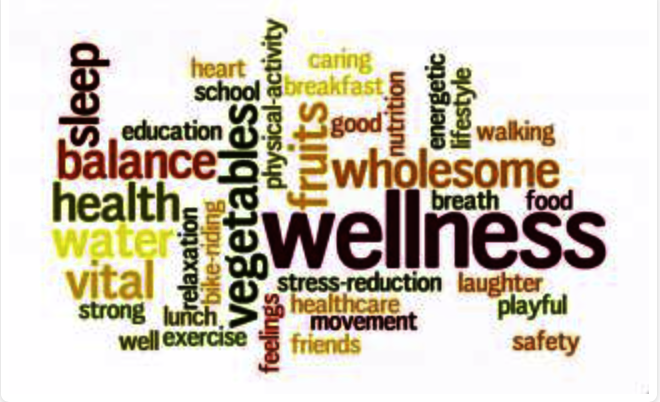 sleep
heart
school
education
balance
health
water
vital
strong
relaxation
bike-riding
lunch
well
exercise
vegetables
physical-activity
caring
breakfast
fruits
good
nutrition
energetic
lifestyle
walking
wholesome
breath
food
wellness
stress-reduction
laughter
healthcare
playful
movement
feelings
friends
safety